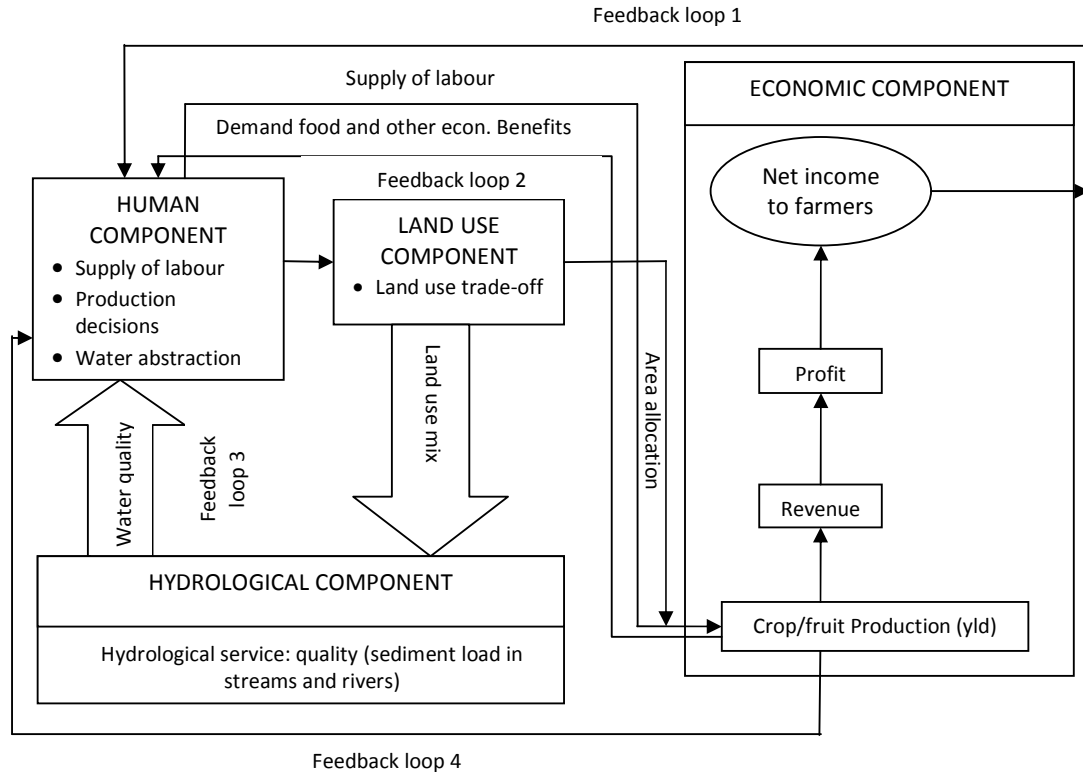 Feedback loop 1
Supply of labour
ECONOMIC COMPONENT
Demand food and other econ. Benefits
Feedback loop 2
HUMAN
COMPONENT
• Supply of labour
• Production
decisions
• Water abstraction
LAND USE
COMPONENT
• Land use trade-off
Net income
to farmers
Land use mix
Area allocation
Profit
Water quality
Feedback
loop 3
Revenue
HYDROLOGICAL COMPONENT
Hydrological service: quality (sediment load in
streams and rivers)
Crop/fruit Production (yld)
Feedback loop 4